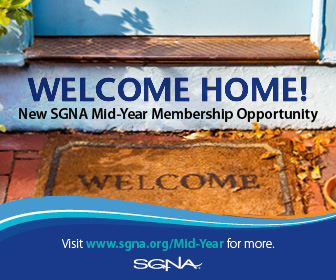 WELCOME HOME!
New SGNA Mid-Year Membership Opportunity
WELCOME
Visit www.sgna.org/Mid-Year for more.
SGNA